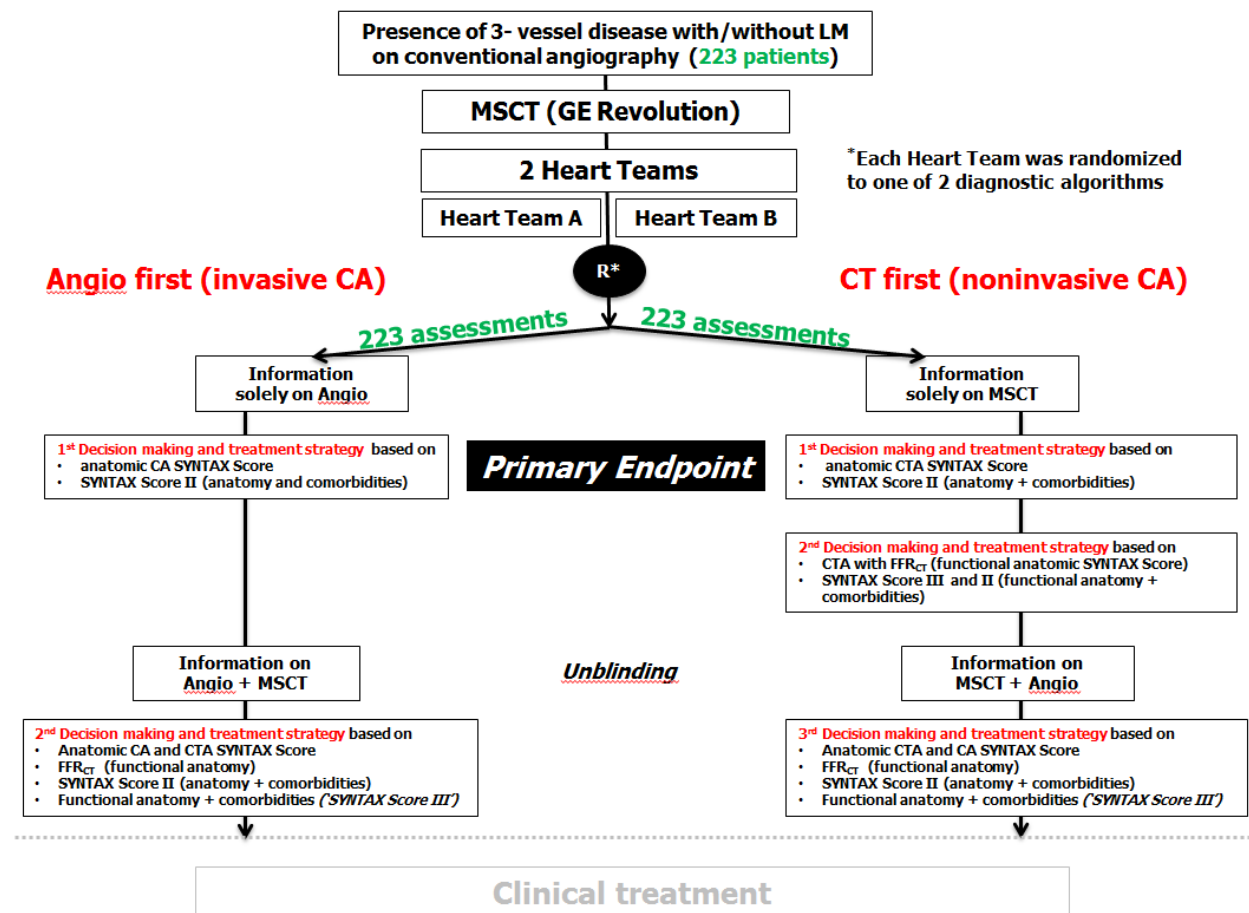 Presence of 3- vessel disease with/without LM
on conventional angiography (223 patients)
MSCT (GE Revolution)
2 Heart Teams
*Each Heart Team was randomized
to one of 2 diagnostic algorithms
Heart Team A
Heart Team B
R*
Angio first (invasive CA)
CT first (noninvasive CA)
223 assessments
223 assessments
Information
solely on Angio
Information
solely on MSCT
1st Decision making and treatment strategy based on
• anatomic CA SYNTAX Score
• SYNTAX Score II (anatomy and comorbidities)
Primary Endpoint
1st Decision making and treatment strategy based on
• anatomic CTA SYNTAX Score
• SYNTAX Score II (anatomy + comorbidities)
2nd Decision making and treatment strategy based on
• CTA with FFRCT (functional anatomic SYNTAX Score)
• SYNTAX Score III and II (functional anatomy +
comorbidities)
Information on
Angio + MSCT
Unblinding
Information on
MSCT + Angio
2nd Decision making and treatment strategy based on
• Anatomic CA and CTA SYNTAX Score
• FFRCT (functional anatomy)
• SYNTAX Score II (anatomy + comorbidities)
• Functional anatomy + comorbidities ('SYNTAX Score III')
3rd Decision making and treatment strategy based on
• Anatomic CTA and CA SYNTAX Score
• FFRCT (functional anatomy)
• SYNTAX Score II (anatomy + comorbidities)
• Functional anatomy + comorbidities ('SYNTAX Score III')
Clinical treatment